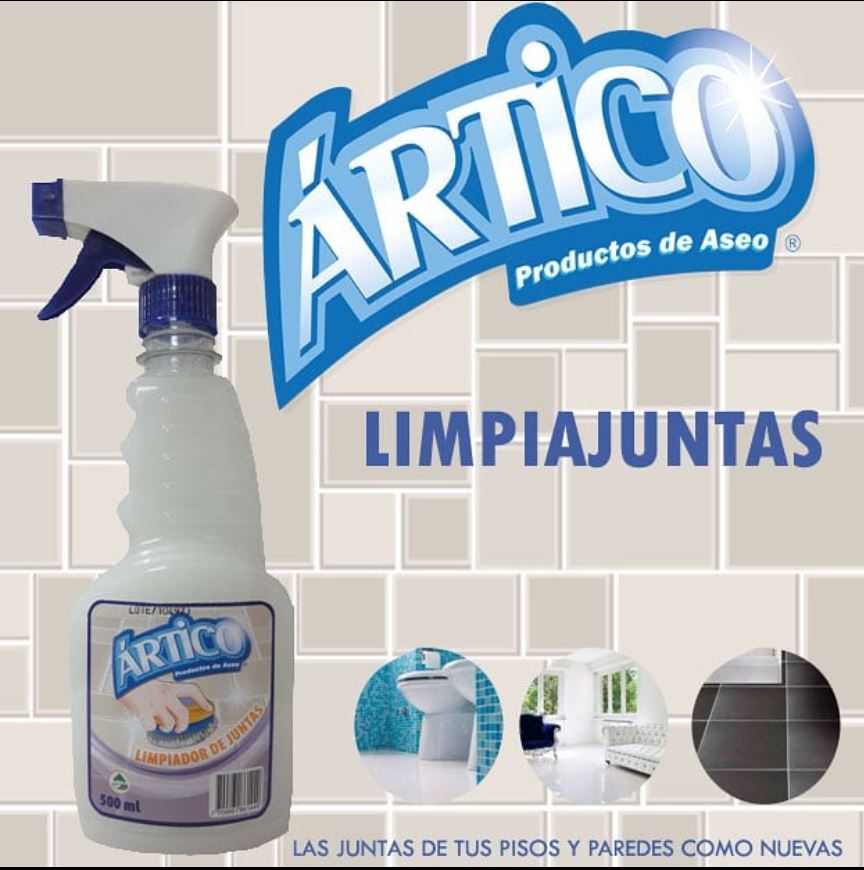 ÁRTICO
Productos de Aseo ®
LIMPIAJUNTAS
ÁRTICO
Productos de Aseo
LIMPIADOR DE JUNTAS
500 ml
LAS JUNTAS DE TUS PISOS Y PAREDES COMO NUEVAS